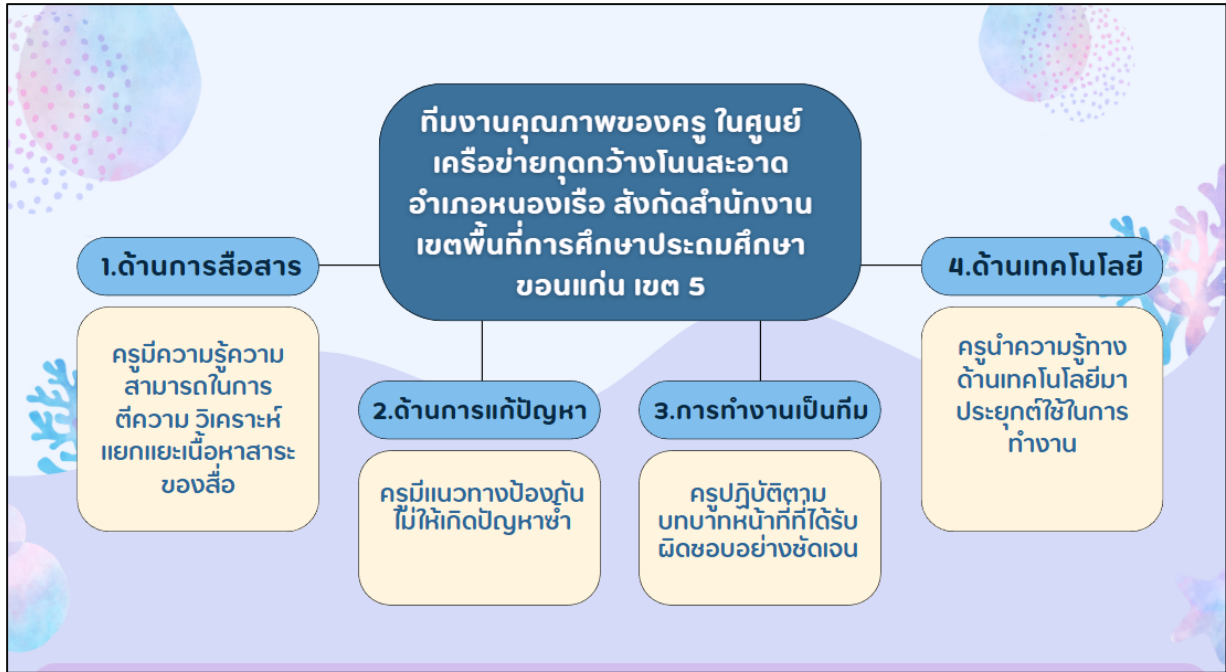 ทีมงานคุณภาพของครู ในศูนย์
เครือข่ายกุดกว้างโนนสะอาด
อำเภอหนองเรือ สังกัดสำนักงาน
เขตพื้นที่การศึกษาประถมศึกษา
ขอนแก่น เขต 5
1.ด้านการสื่อสาร
ครูมีความรู้ความ
สามารถในการ
ตีความ วิเคราะห์
แยกแยะเนื้อหาสาระ
ของสื่อ
2.ด้านการแก้ปัญหา
ครูมีแนวทางป้องกัน
ไม่ให้เกิดปัญหาซ้ำ
3.การทำงานเป็นทีม
ครูปฏิบัติตาม
บทบาทหน้าที่ที่ได้รับ
ผิดชอบอย่างชัดเจน
4.ด้านเทคโนโลยี
ครูนำความรู้ทาง
ด้านเทคโนโลยีมา
ประยุกต์ใช้ในการ
ทำงาน